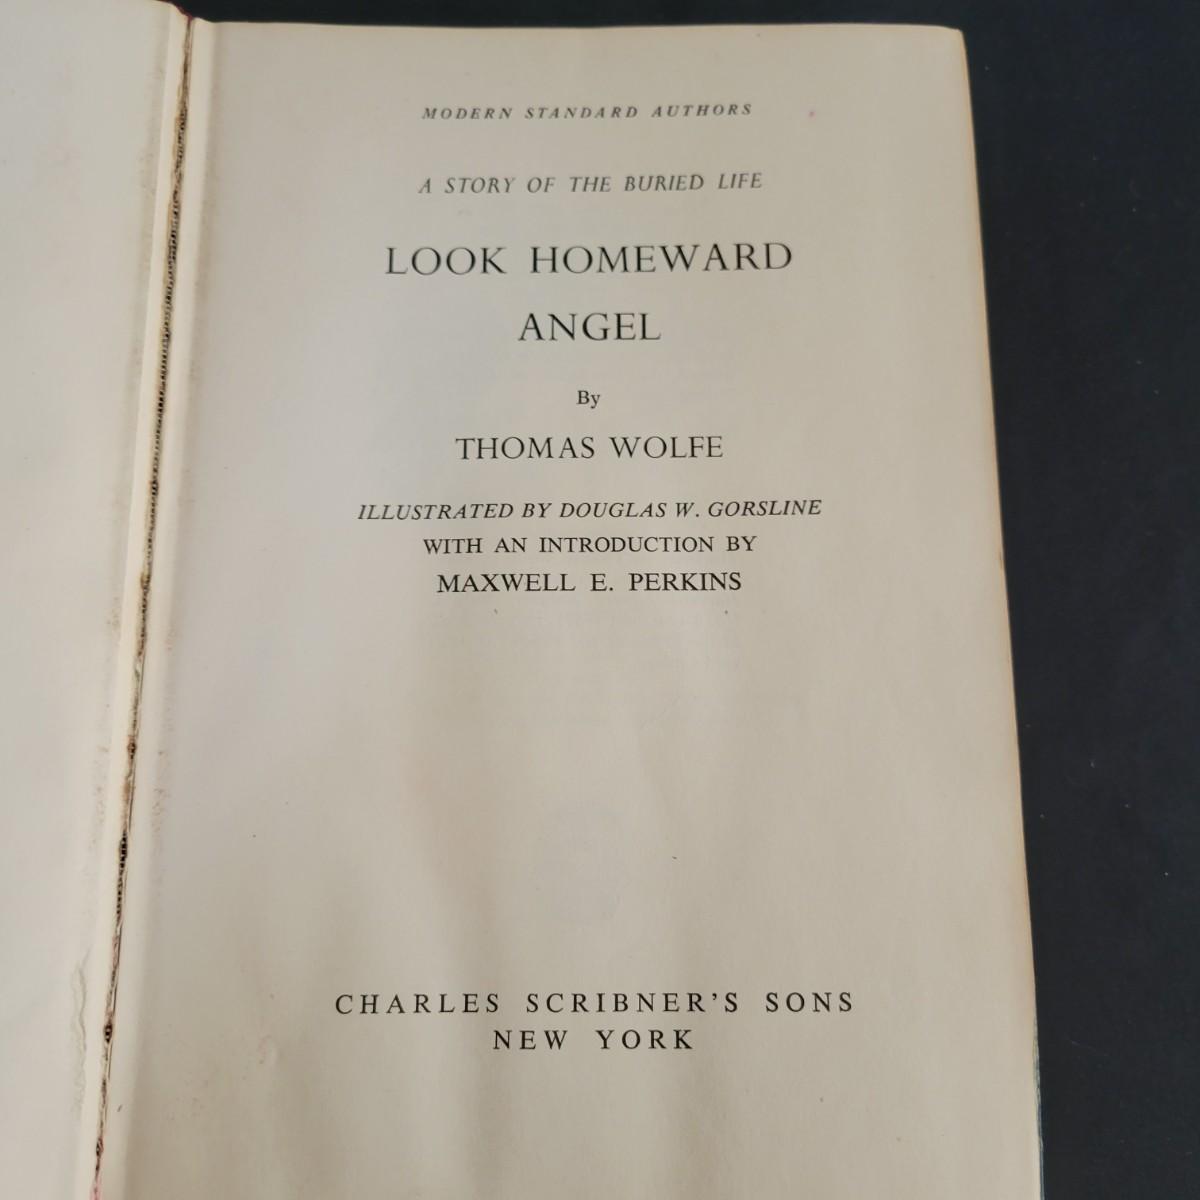 MODERN STANDARD AUTHORS
A STORY OF THE BURIED LIFE
LOOK HOMEWARD
ANGEL
By
THOMAS WOLFE
ILLUSTRATED BY DOUGLAS W. GORSLINE
WITH AN INTRODUCTION BY
MAXWELL E. PERKINS
CHARLES SCRIBNER'S SONS
NEW YORK